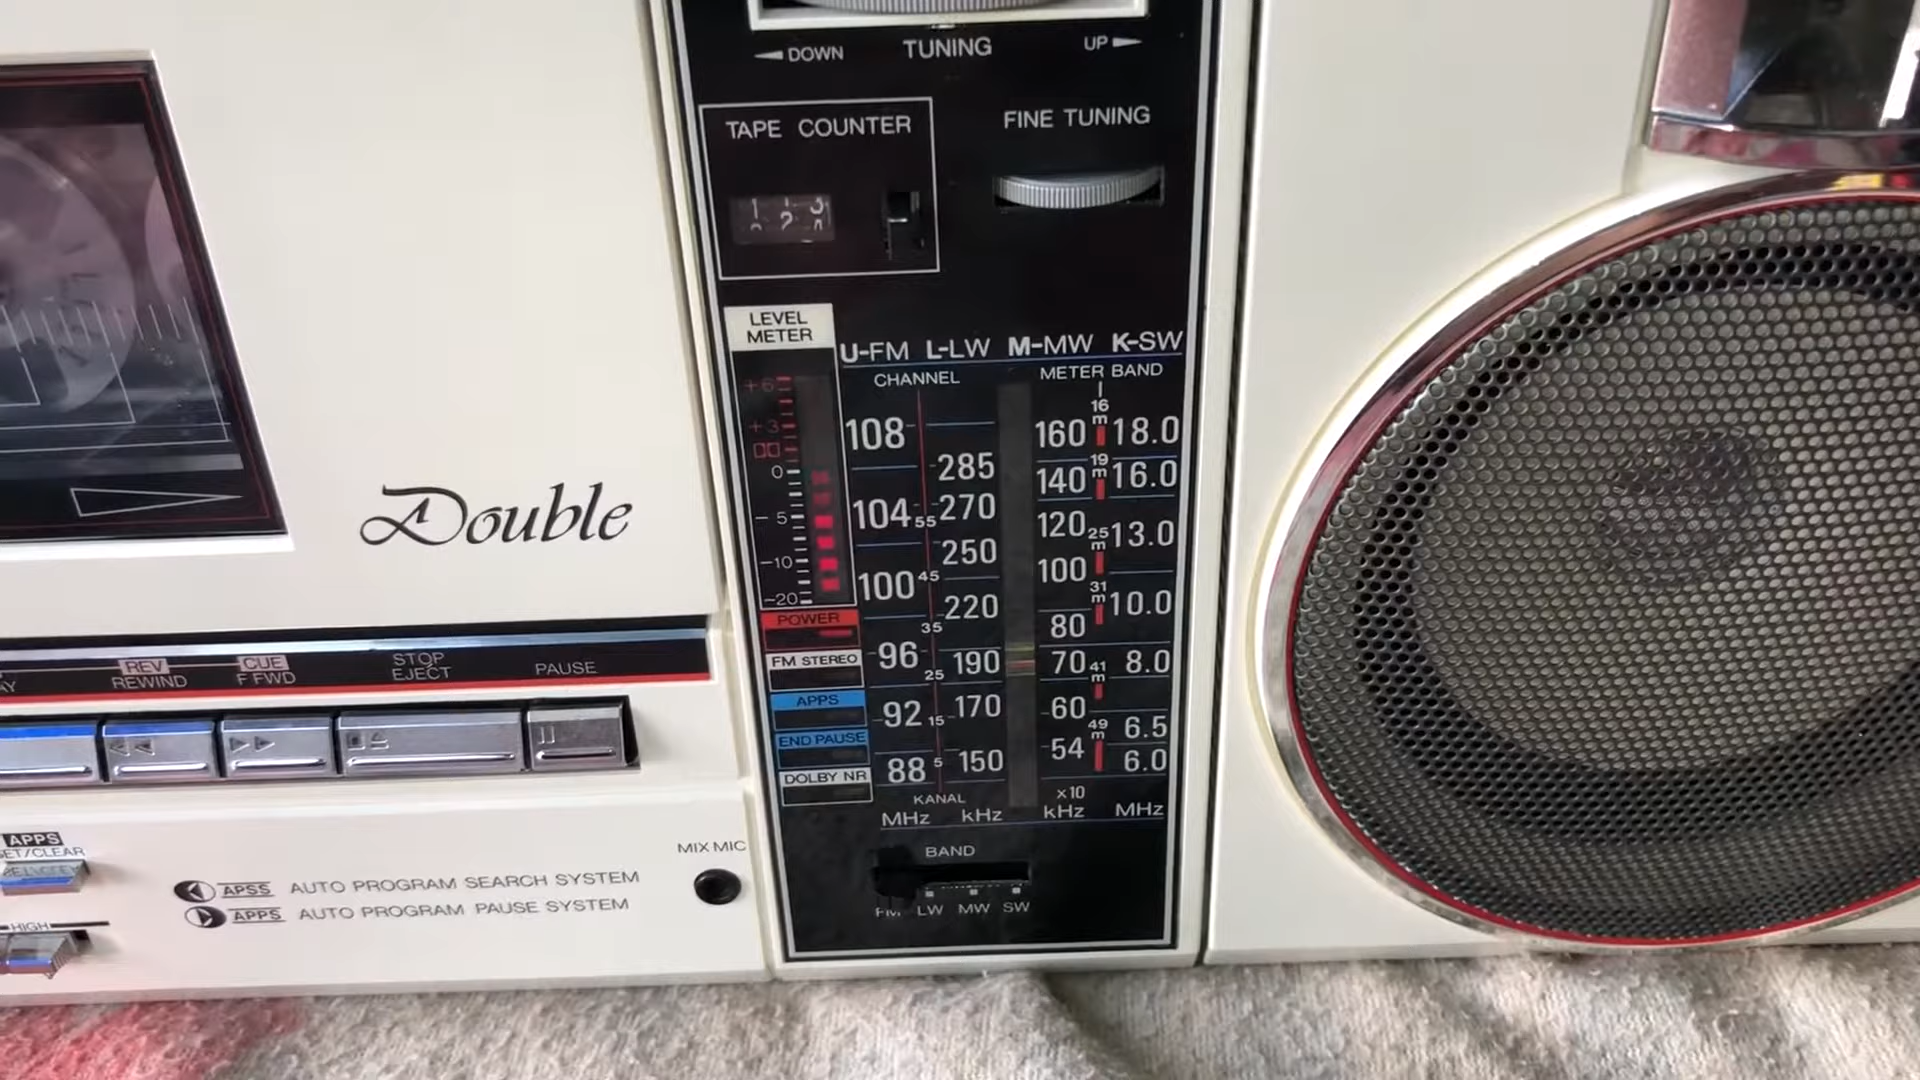 DOWN TUNING UP
TAPE COUNTER
FINE TUNING
LEVEL METER
U-FM L-LW M-MW K-SW
CHANNEL METER BAND
+6
+3
0
-5
-10
-20
108
104
100
96
92
88
55
45
35
25
15
5
285
270
250
220
190
170
150
160
140
120
100
80
70
60
54
16 m
19 m
25 m
31 m
41 m
49 m
18.0
16.0
13.0
10.0
8.0
6.5
6.0
KANAL
MHz kHz x10 kHz MHz
POWER
FM STEREO
APPS
END PAUSE
DOLBY NR
BAND
FM LW MW SW
Double
REV REWIND
CUE F FWD
STOP EJECT
PAUSE
MIX MIC
APPS
SET/CLEAR
HIGH
APSS AUTO PROGRAM SEARCH SYSTEM
APPS AUTO PROGRAM PAUSE SYSTEM